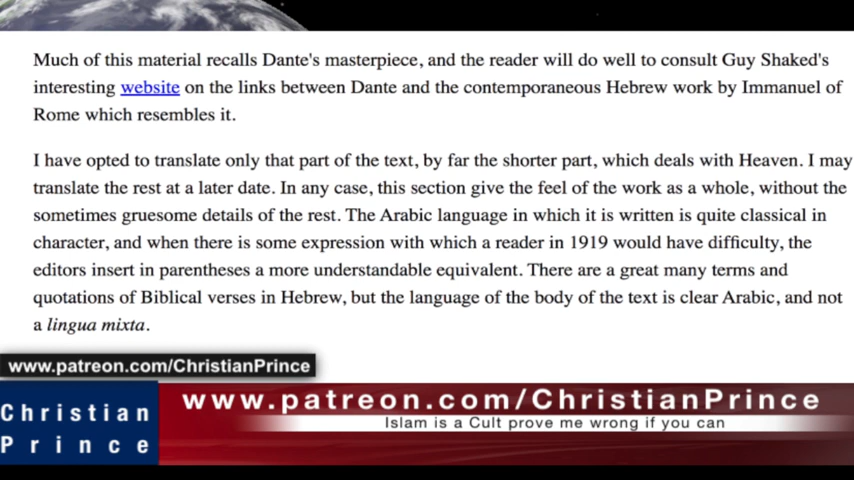 Much of this material recalls Dante's masterpiece, and the reader will do well to consult Guy Shaked's
interesting website on the links between Dante and the contemporaneous Hebrew work by Immanuel of
Rome which resembles it.
I have opted to translate only that part of the text, by far the shorter part, which deals with Heaven. I may
translate the rest at a later date. In any case, this section give the feel of the work as a whole, without the
sometimes gruesome details of the rest. The Arabic language in which it is written is quite classical in
character, and when there is some expression with which a reader in 1919 would have difficulty, the
editors insert in parentheses a more understandable equivalent. There are a great many terms and
quotations of Biblical verses in Hebrew, but the language of the body of the text is clear Arabic, and not
a lingua mixta.
www.patreon.com/ChristianPrince
Christian
Prince
www.patreon.com/ChristianPrince
Islam is a Cult prove me wrong if you can